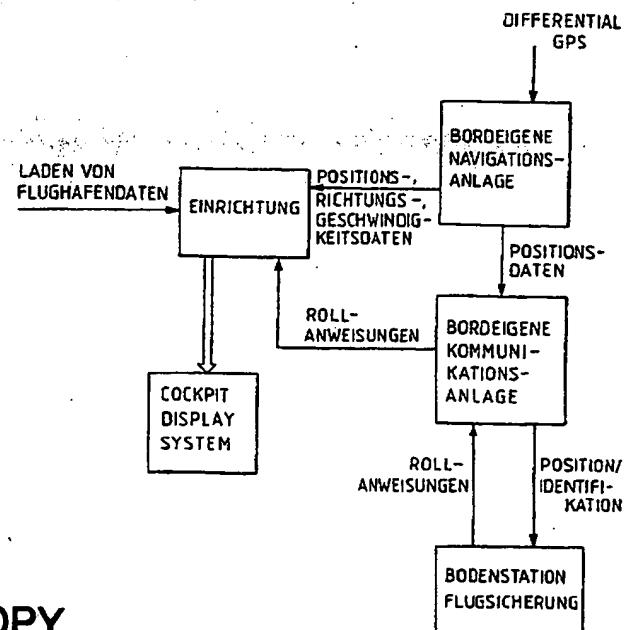 DIFFERENTIAL
GPS
BORDEIGENE
NAVIGATIONS-
ANLAGE
LADEN VON
FLUGHAFENDATEN
EINRICHTUNG
POSITIONS-,
RICHTUNGS-,
GESCHWINDIG-
KEITSDATEN
POSITIONS-
DATEN
ROLL-
ANWEISUNGEN
BORDEIGENE
KOMMUNI-
KATIONS-
ANLAGE
COCKPIT
DISPLAY
SYSTEM
ROLL-
ANWEISUNGEN
POSITION/
IDENTIFI-
KATION
BODENSTATION
FLUGSICHERUNG